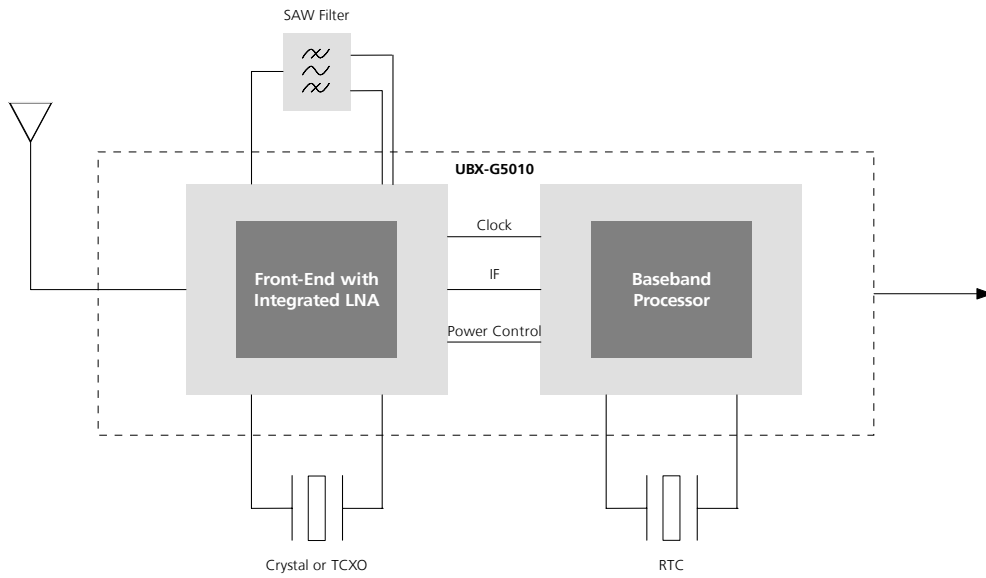 SAW Filter
UBX-G5010
Clock
Front-End with
Integrated LNA
IF
Baseband
Processor
Power Control
Crystal or TCXO
RTC